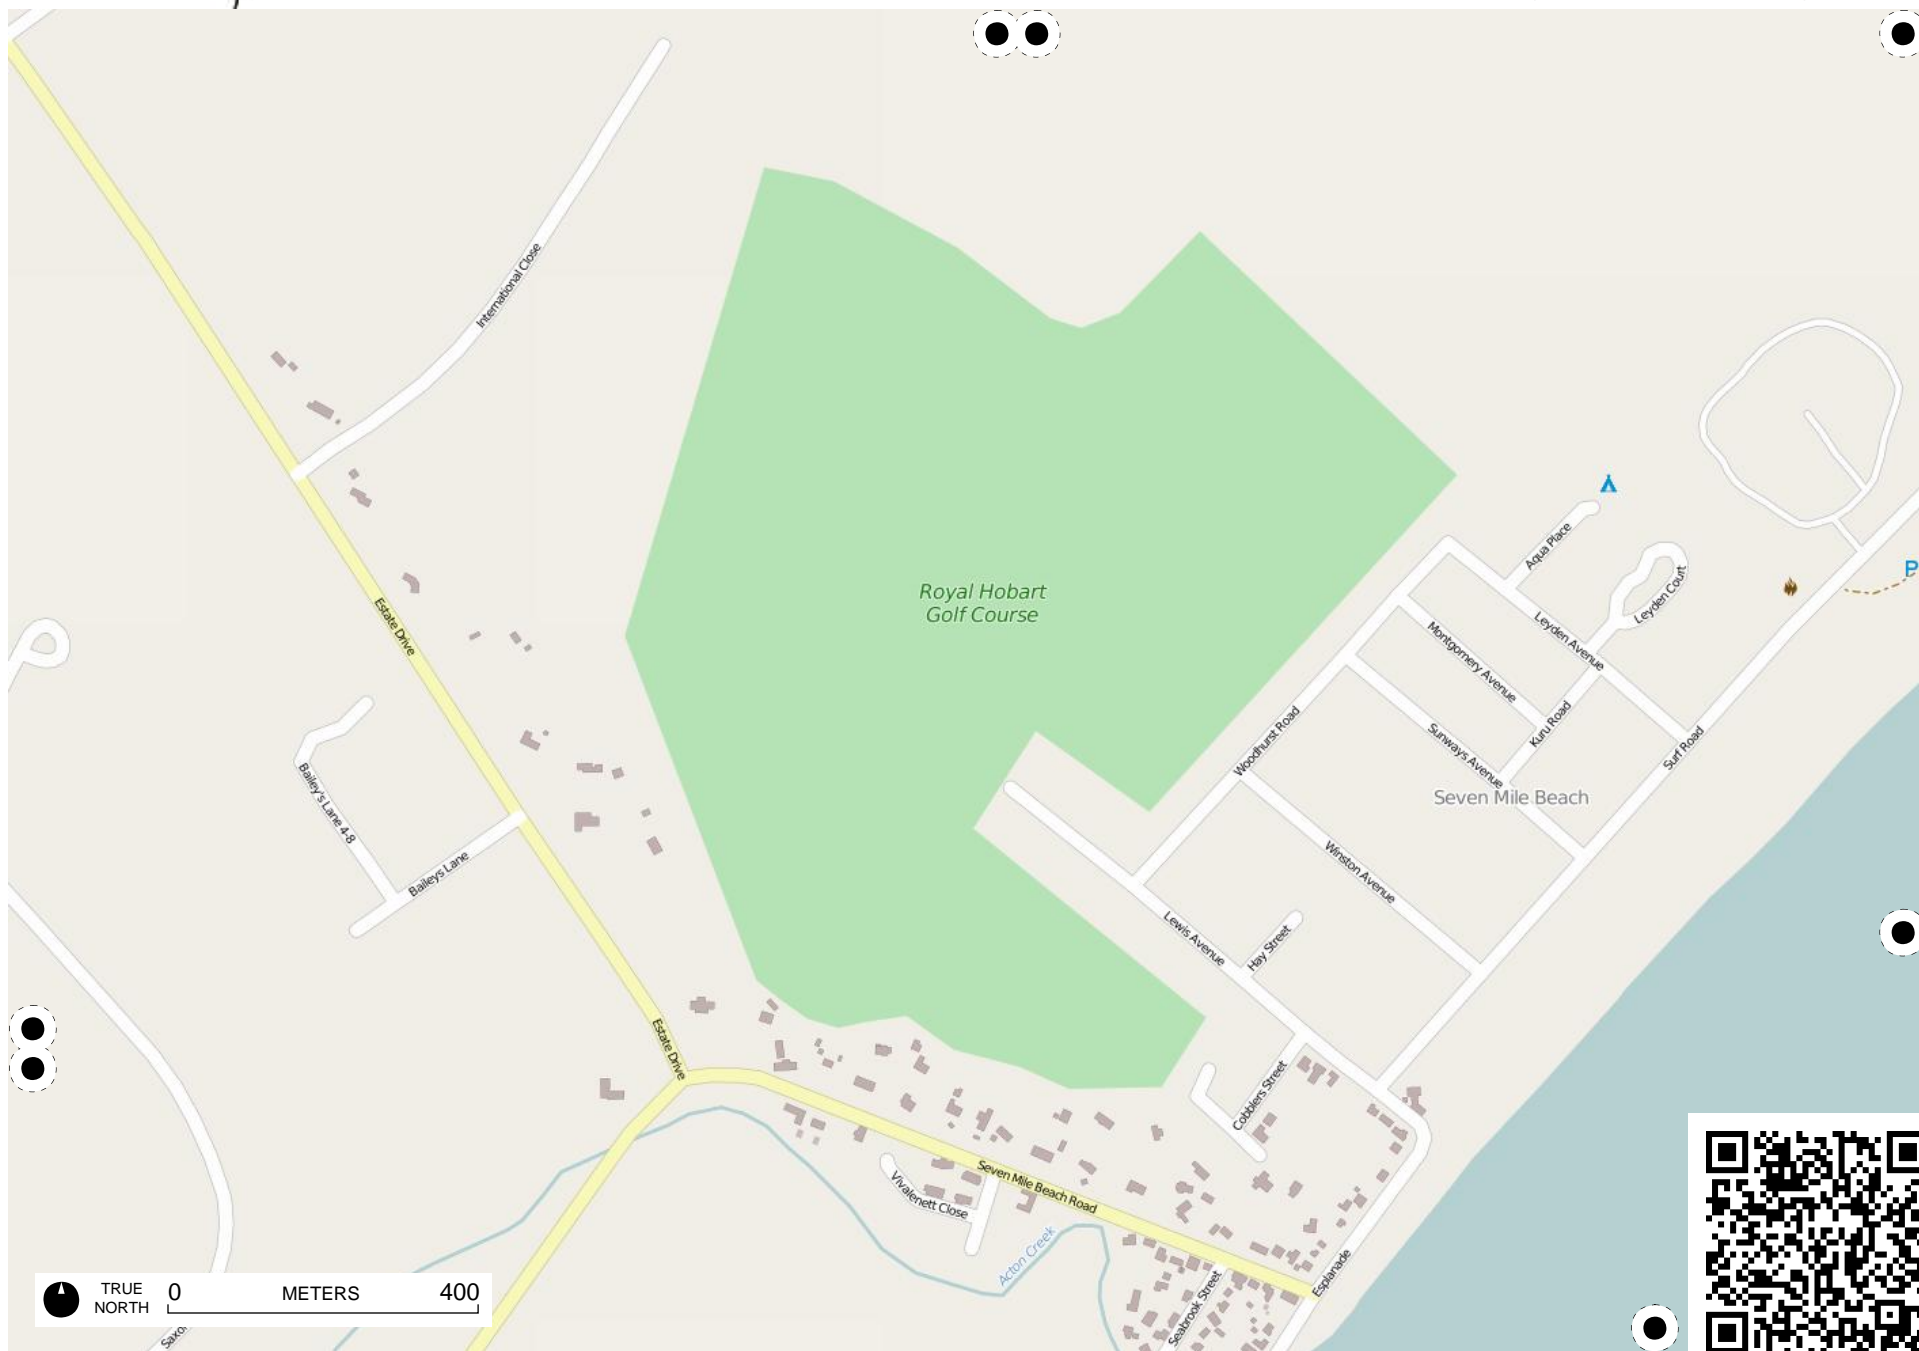 International Close
Estate Drive
Royal Hobart
Golf Course
Aqua Place
Leyden Court
P
Leyden Avenue
Montgomery Avenue
Kuru Road
Sunways Avenue
Woodhurst Road
Surf Road
Seven Mile Beach
Bailey's Lane 4-8
Baileys Lane
Winston Avenue
Lewis Avenue
Hay Street
Estate Drive
Cobblers Street
Seven Mile Beach Road
Vivalenett Close
Acton Creek
Esplanade
Seabrook Street
TRUE
NORTH
0 METERS 400